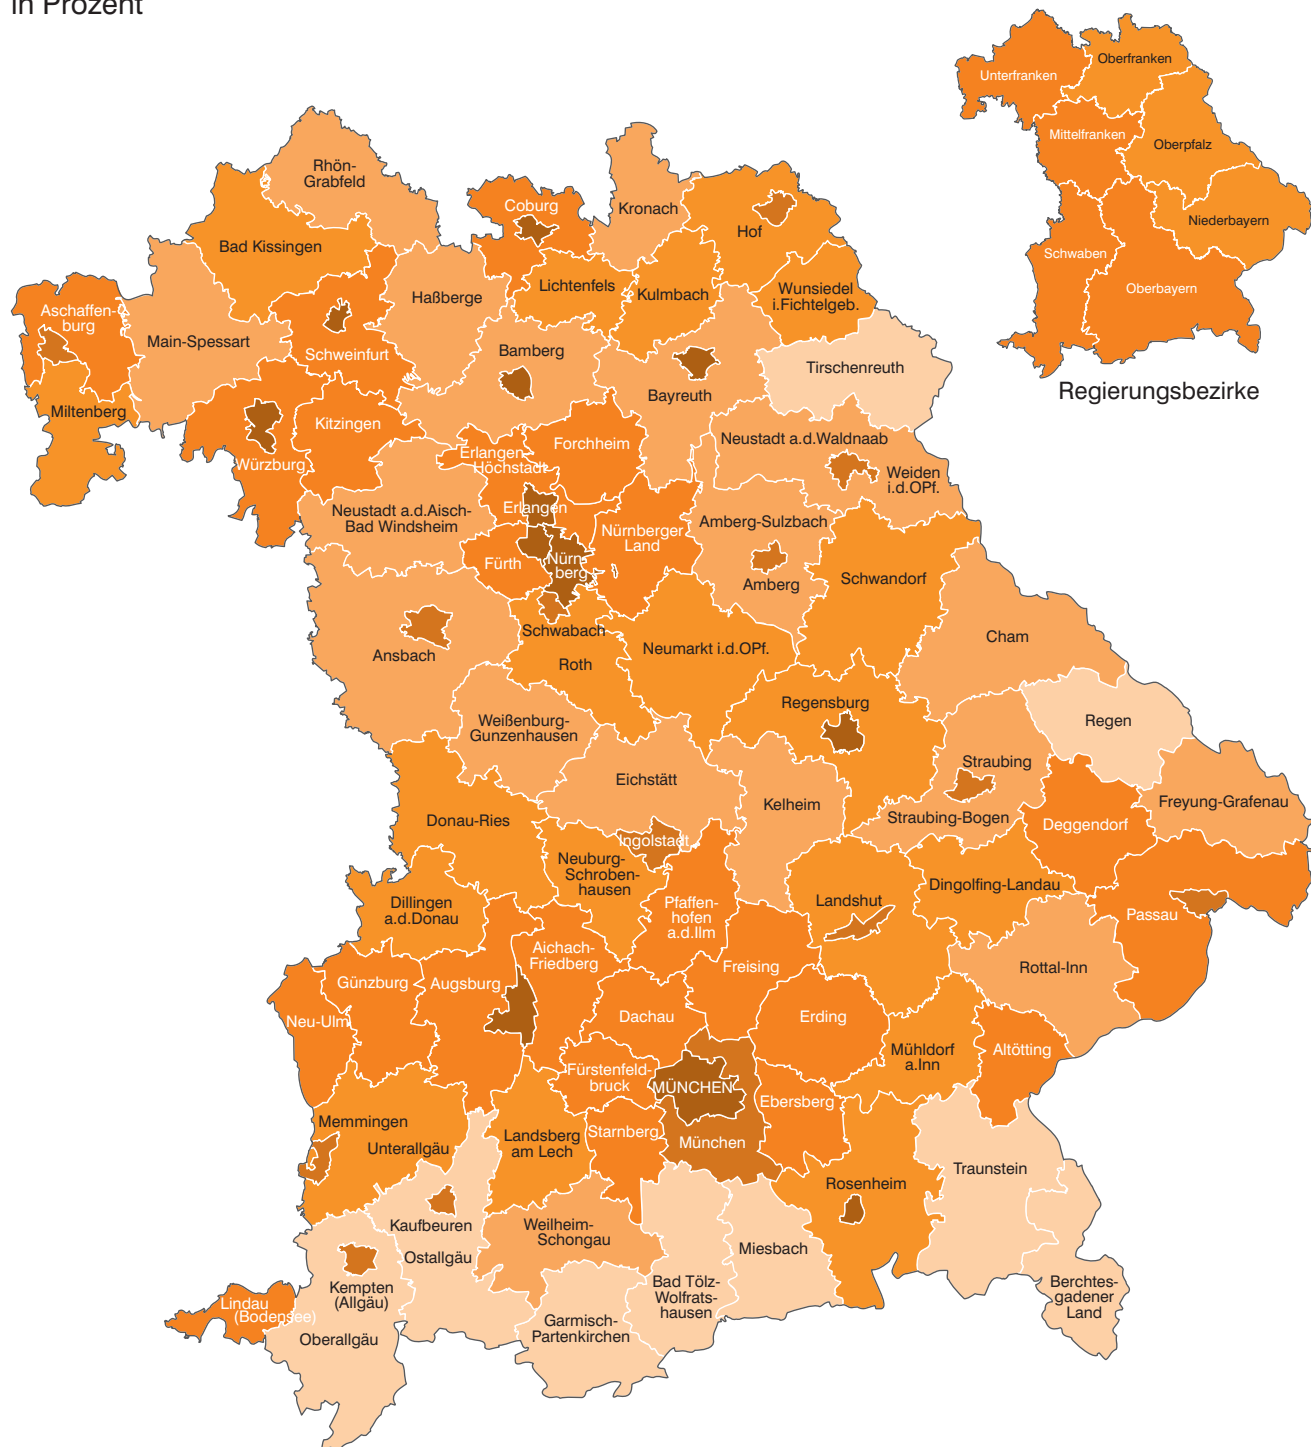 in Prozent
Unterfranken
Oberfranken
Mittelfranken
Oberpfalz
Niederbayern
Schwaben
Oberbayern
Regierungsbezirke
Rhön-
Grabfeld
Coburg
Kronach
Hof
Bad Kissingen
Haßberge
Lichtenfels
Kulmbach
Wunsiedel
i.Fichtelgeb.
Aschaffen-
burg
Main-Spessart
Schweinfurt
Bamberg
Bayreuth
Tirschenreuth
Miltenberg
Kitzingen
Würzburg
Erlangen-
Höchstadt
Forchheim
Neustadt a.d.Waldnaab
Weiden
i.d.OPf.
Neustadt a.d.Aisch-
Bad Windsheim
Erlangen
Nürnberger
Land
Amberg-Sulzbach
Fürth
Nürn-
berg
Amberg
Schwandorf
Ansbach
Schwabach
Roth
Neumarkt i.d.OPf.
Cham
Weißenburg-
Gunzenhausen
Regensburg
Regen
Eichstätt
Kelheim
Straubing
Straubing-Bogen
Freyung-Grafenau
Donau-Ries
Ingolstadt
Deggendorf
Neuburg-
Schroben-
hausen
Dillingen
a.d.Donau
Pfaffen-
hofen
a.d.Ilm
Landshut
Dingolfing-Landau
Passau
Aichach-
Friedberg
Günzburg
Augsburg
Freising
Rottal-Inn
Neu-Ulm
Dachau
Erding
Mühldorf
a.Inn
Altötting
Fürstenfeld-
bruck
MÜNCHEN
Ebersberg
Memmingen
Unterallgäu
Landsberg
am Lech
Starnberg
München
Traunstein
Rosenheim
Kaufbeuren
Ostallgäu
Weilheim-
Schongau
Miesbach
Kempten
(Allgäu)
Bad Tölz-
Wolfrats-
hausen
Berchtes-
gadener
Land
Lindau
(Bodensee)
Oberallgäu
Garmisch-
Partenkirchen